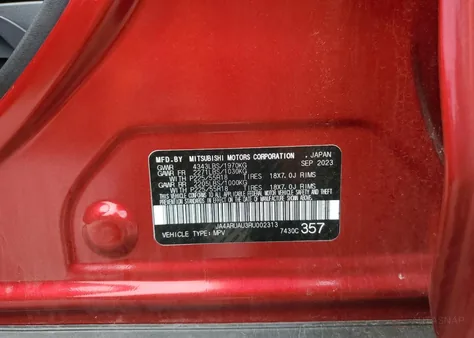 MFD.BY MITSUBISHI MOTORS CORPORATION , JAPAN
GVWR 4343LBS/1970KG SEP 2023
GAWR FR 2271LBS/1030KG
WITH P225/55R18 TIRES 18X7.0J RIMS
GAWR RR 2205LBS/1000KG
WITH P225/55R18 TIRES 18X7.0J RIMS
THIS VEHICLE CONFORMS TO ALL APPLICABLE
FEDERAL MOTOR VEHICLE SAFETY
STANDARDS IN EFFECT ON THE DATE OF MANUFACTURE SHOWN ABOVE.
JA4ARUAU3RU002313
VEHICLE TYPE:MPV 7430C 357